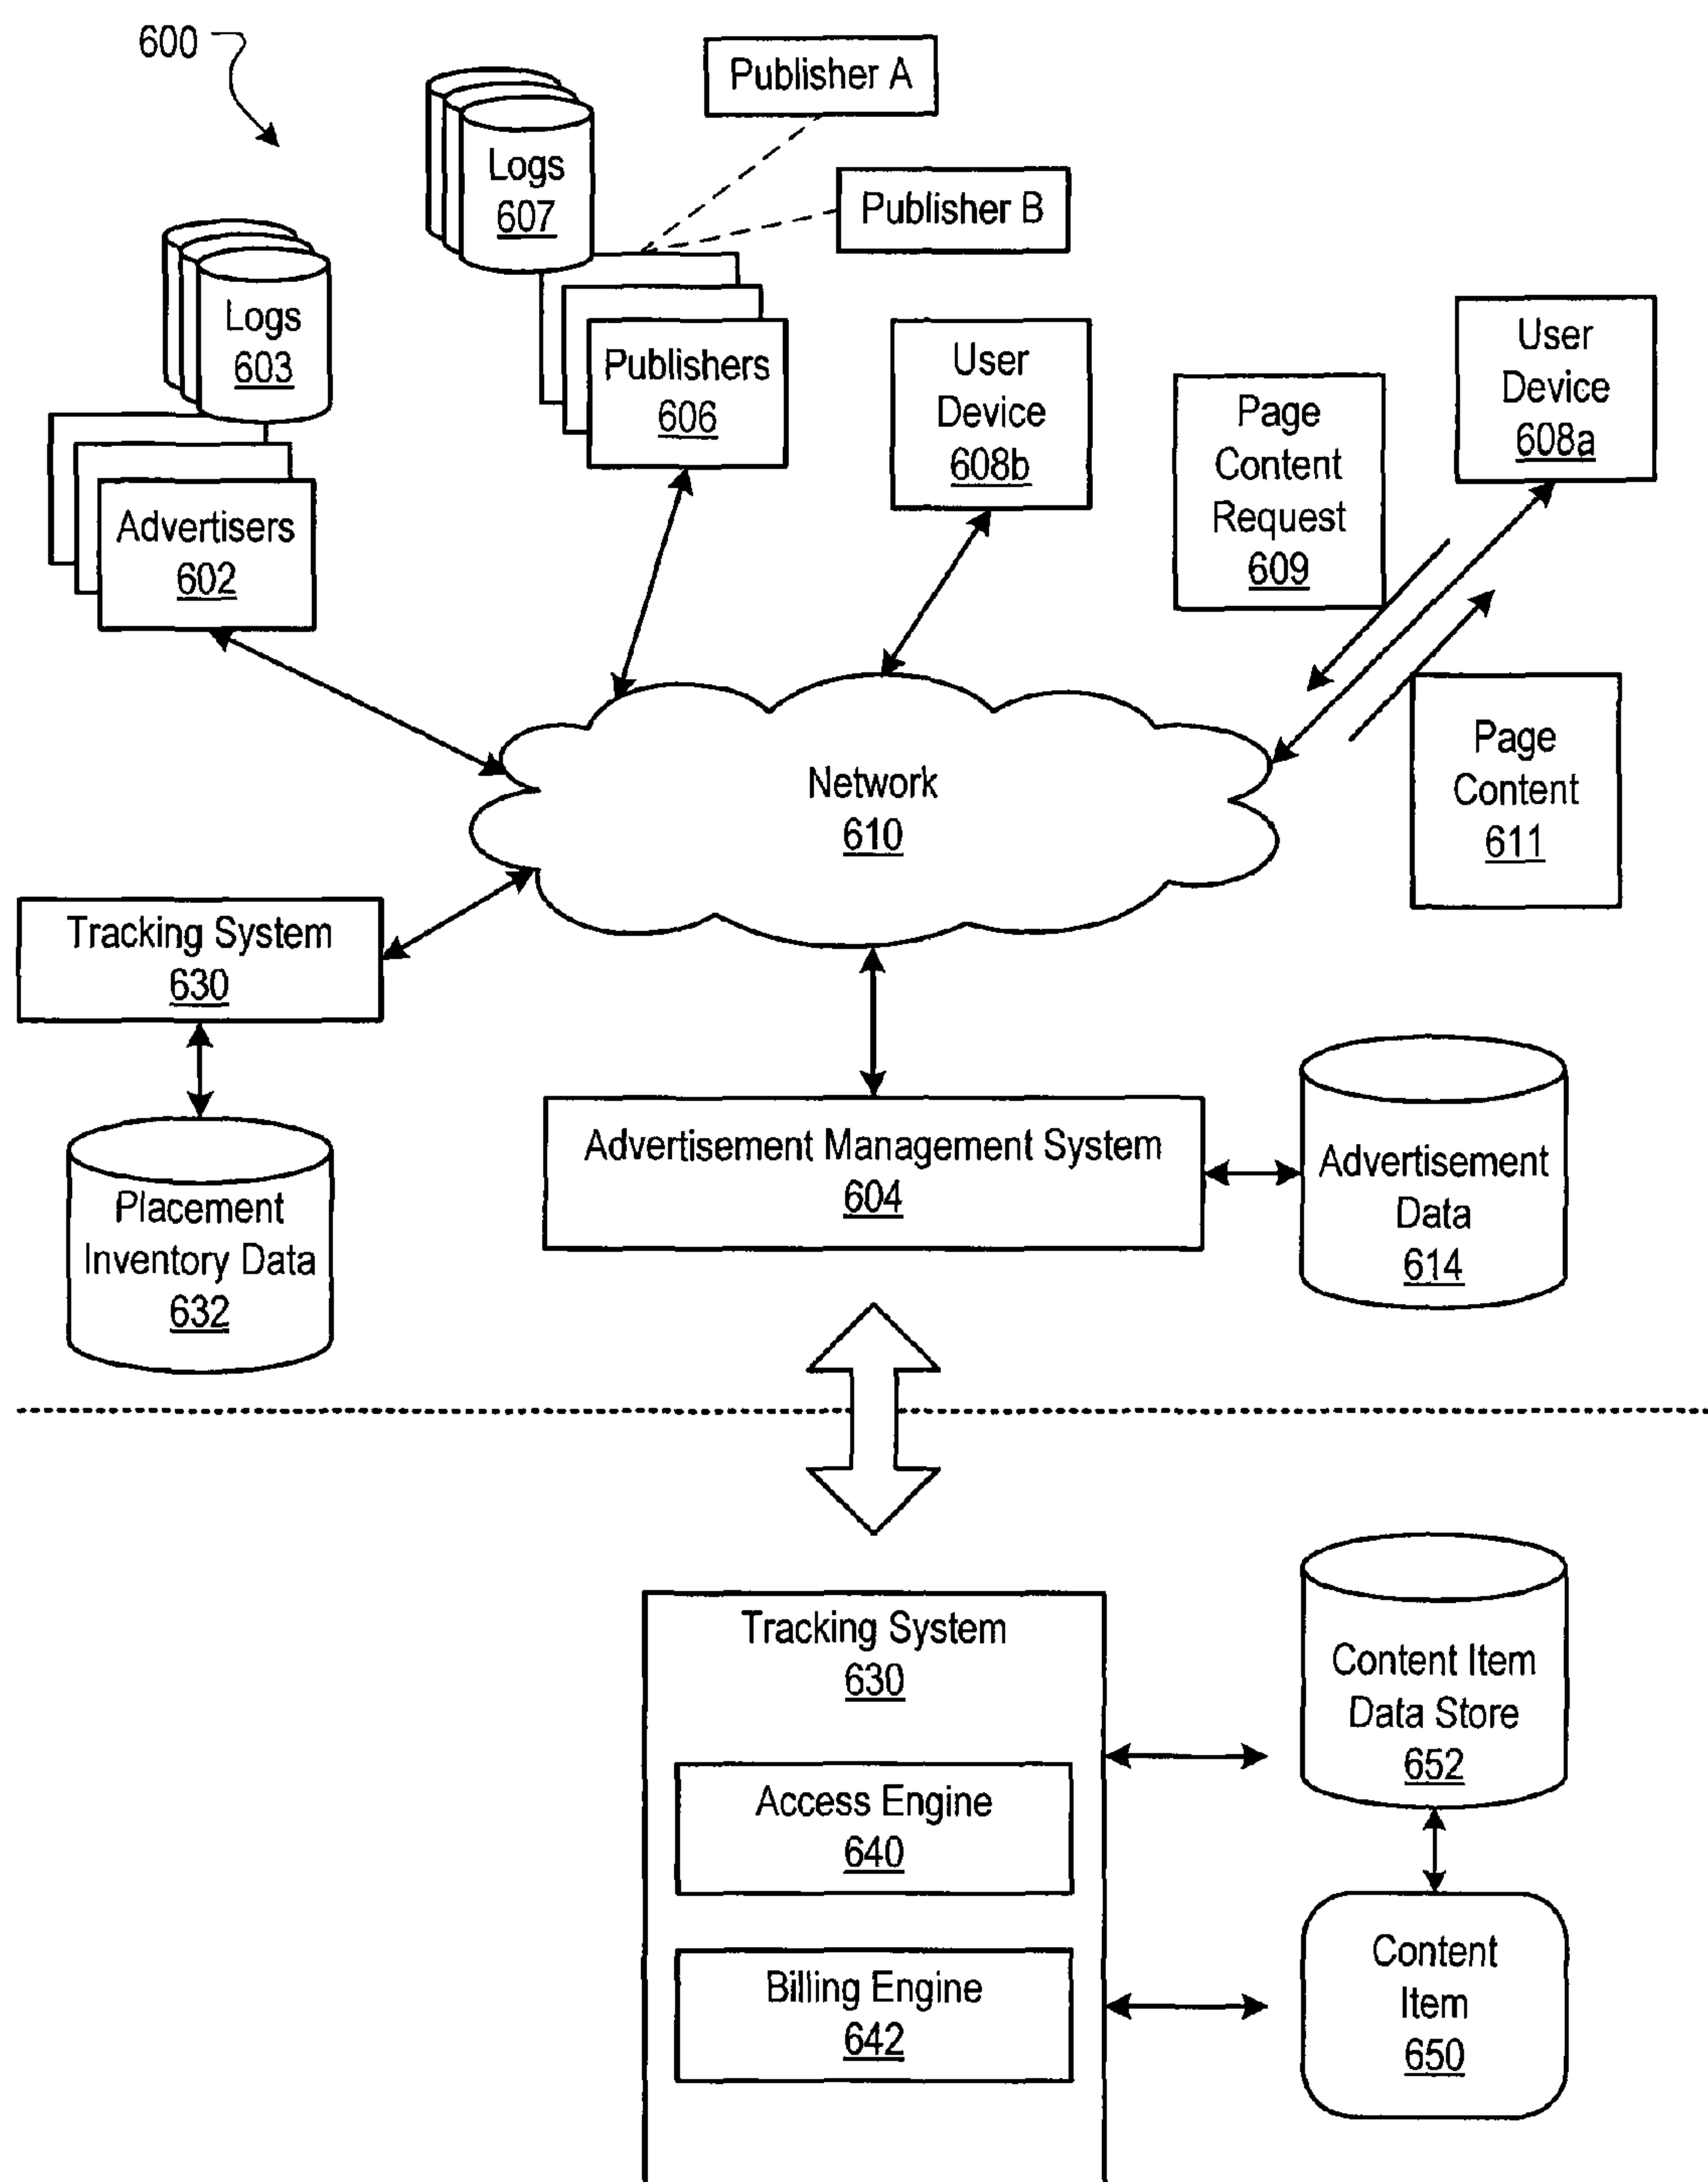 600
Publisher A
Logs
607
Publisher B
Logs
603
Publishers
606
User
Device
608b
User
Device
608a
Page
Content
Request
609
Advertisers
602
Network
610
Page
Content
611
Tracking System
630
Advertisement Management System
604
Advertisement
Data
614
Placement
Inventory Data
632
Tracking System
630
Content Item
Data Store
652
Access Engine
640
Billing Engine
642
Content
Item
650